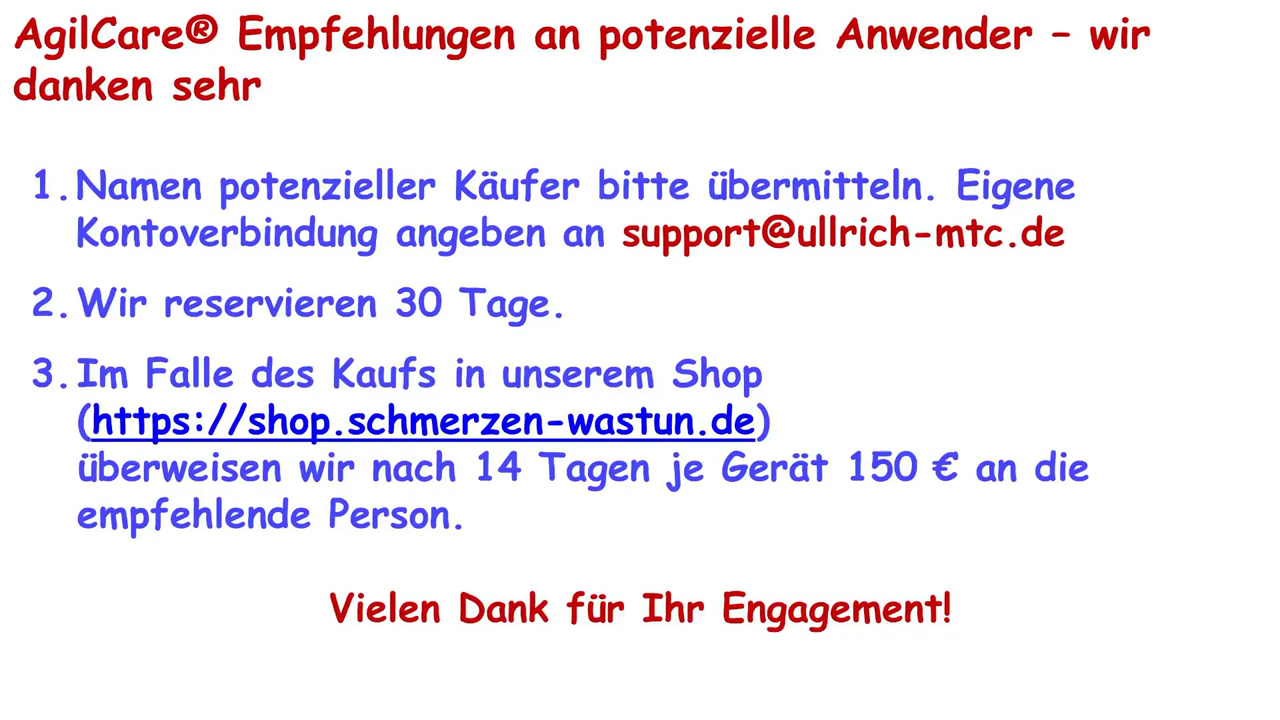 AgilCare® Empfehlungen an potenzielle Anwender – wir
danken sehr
1. Namen potenzieller Käufer bitte übermitteln. Eigene
Kontoverbindung angeben an support@ullrich-mtc.de
2. Wir reservieren 30 Tage.
3. Im Falle des Kaufs in unserem Shop
(https://shop.schmerzen-wastun.de)
überweisen wir nach 14 Tagen je Gerät 150 € an die
empfehlende Person.
Vielen Dank für Ihr Engagement!